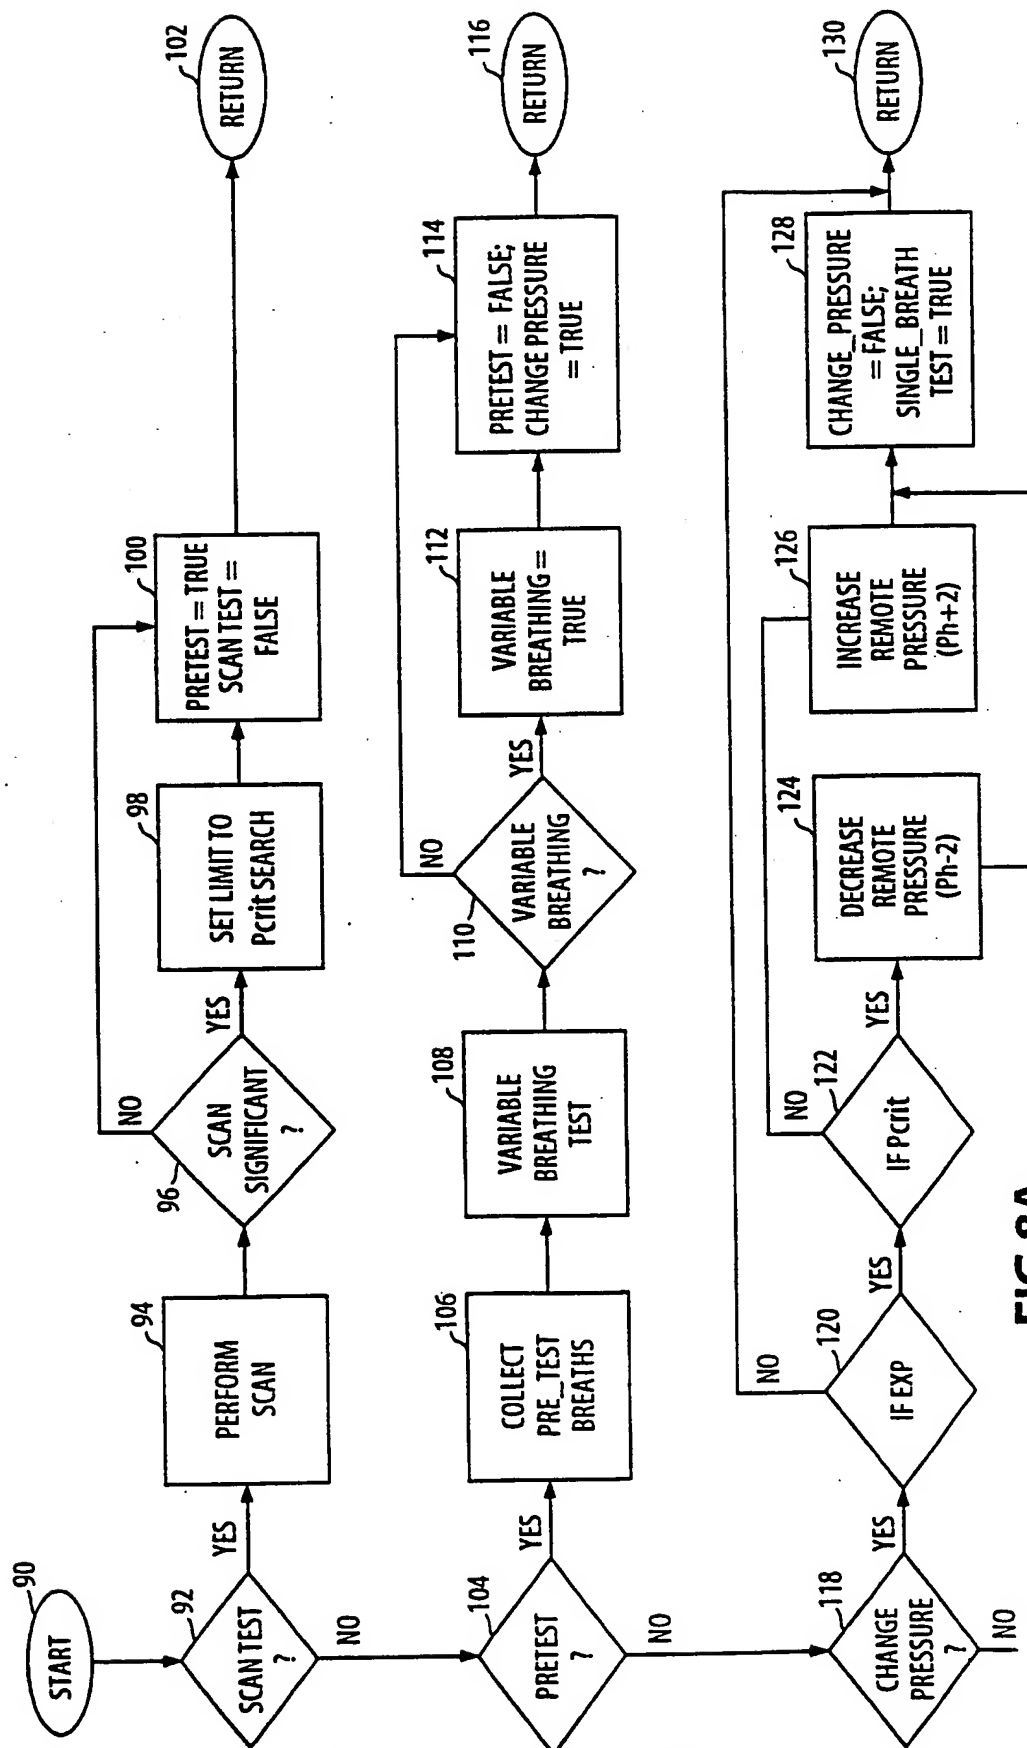 START
90
SCAN TEST
?
92
YES
NO
PERFORM
SCAN
94
SCAN
SIGNIFICANT
?
96
NO
YES
SET LIMIT TO
Pcrit SEARCH
98
PRETEST = TRUE
SCAN TEST =
FALSE
100
RETURN
102
PRETEST
?
104
YES
NO
COLLECT
PRE_TEST
BREATHS
106
VARIABLE
BREATHING
TEST
108
VARIABLE
BREATHING
?
110
NO
YES
VARIABLE
BREATHING =
TRUE
112
PRETEST = FALSE;
CHANGE PRESSURE
= TRUE
114
RETURN
116
CHANGE
PRESSURE
?
118
YES
NO
IF EXP
120
NO
YES
IF Pcrit
122
NO
YES
DECREASE
REMOTE
PRESSURE
(Ph-2)
124
INCREASE
REMOTE
PRESSURE
(Ph+2)
126
CHANGE_PRESSURE
= FALSE;
SINGLE_BREATH
TEST = TRUE
128
RETURN
130
FIG.8A